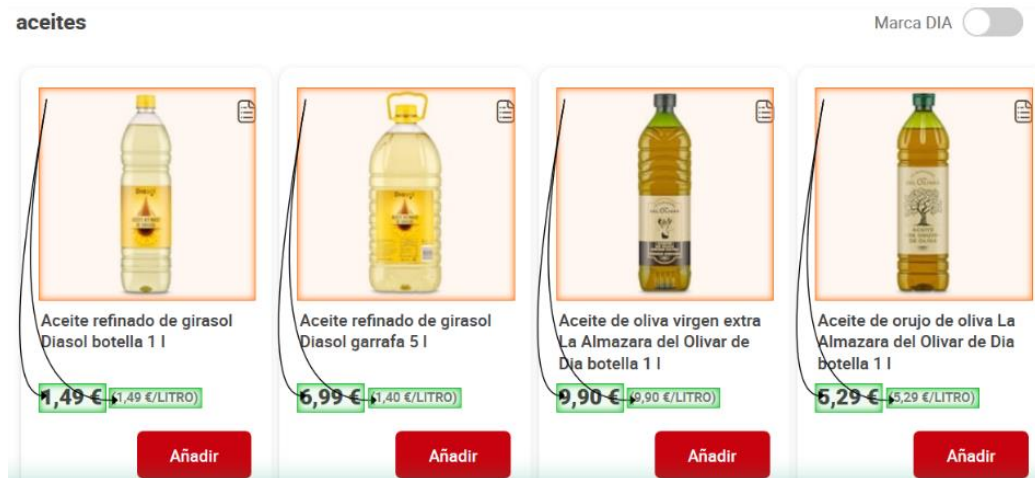 aceites
Marca DIA
Aceite refinado de girasol
Diasol botella 1 l
1,49 € (1,49 €/LITRO)
Añadir
Aceite refinado de girasol
Diasol garrafa 5 l
6,99 € (1,40 €/LITRO)
Añadir
Aceite de oliva virgen extra
La Almazara del Olivar de
Dia botella 1 l
9,90 € (9,90 €/LITRO)
Añadir
Aceite de orujo de oliva La
Almazara del Olivar de Dia
botella 1 l
5,29 € (5,29 €/LITRO)
Añadir